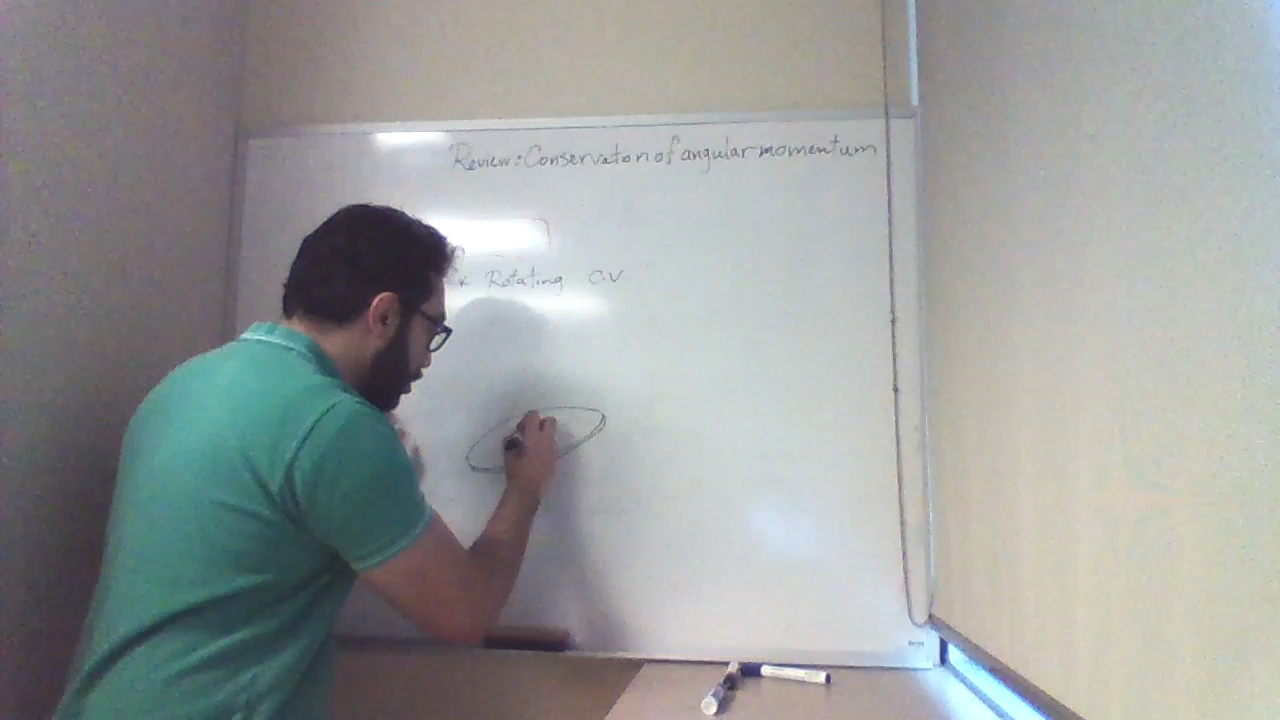 Review: Conservation of angular momentum
* Rotating C.V